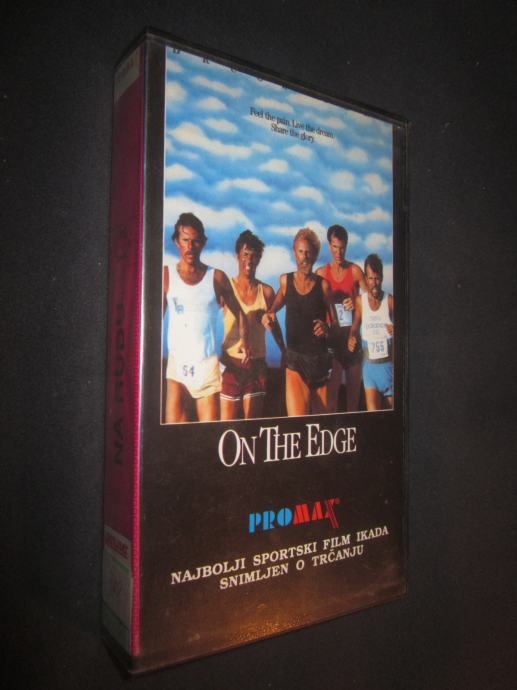 Feel the pain. Live the dream.
Share the glory.
54
2
755
ON THE EDGE
PROMAX
NAJBOLJI SPORTSKI FILM IKADA
SNIMLJEN O TRČANJU
NA RUBU